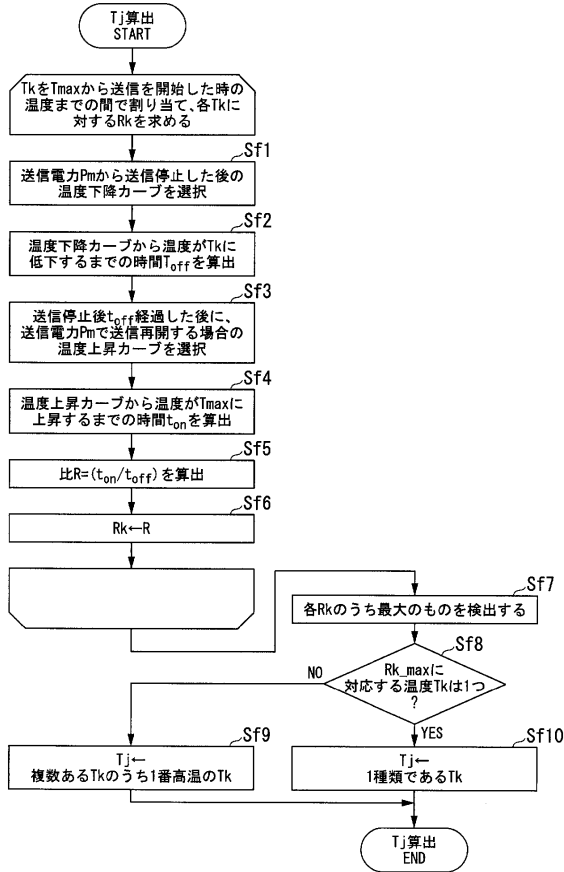 Tj算出
START
TkをTmaxから送信を開始した時の
温度までの間で割り当て、各Tkに
対するRkを求める
Sf1
送信電力Pmから送信停止した後の
温度下降カーブを選択
Sf2
温度下降カーブから温度がTkに
低下するまでの時間Toffを算出
Sf3
送信停止後toff経過した後に、
送信電力Pmで送信再開する場合の
温度上昇カーブを選択
Sf4
温度上昇カーブから温度がTmaxに
上昇するまでの時間tonを算出
Sf5
比R=(ton/toff)を算出
Sf6
Rk←R
Sf7
各Rkのうち最大のものを検出する
Sf8
Rk_maxに
対応する温度Tkは1つ
?
NO
YES
Sf9
Tj←
複数あるTkのうち1番高温のTk
Sf10
Tj←
1種類であるTk
Tj算出
END